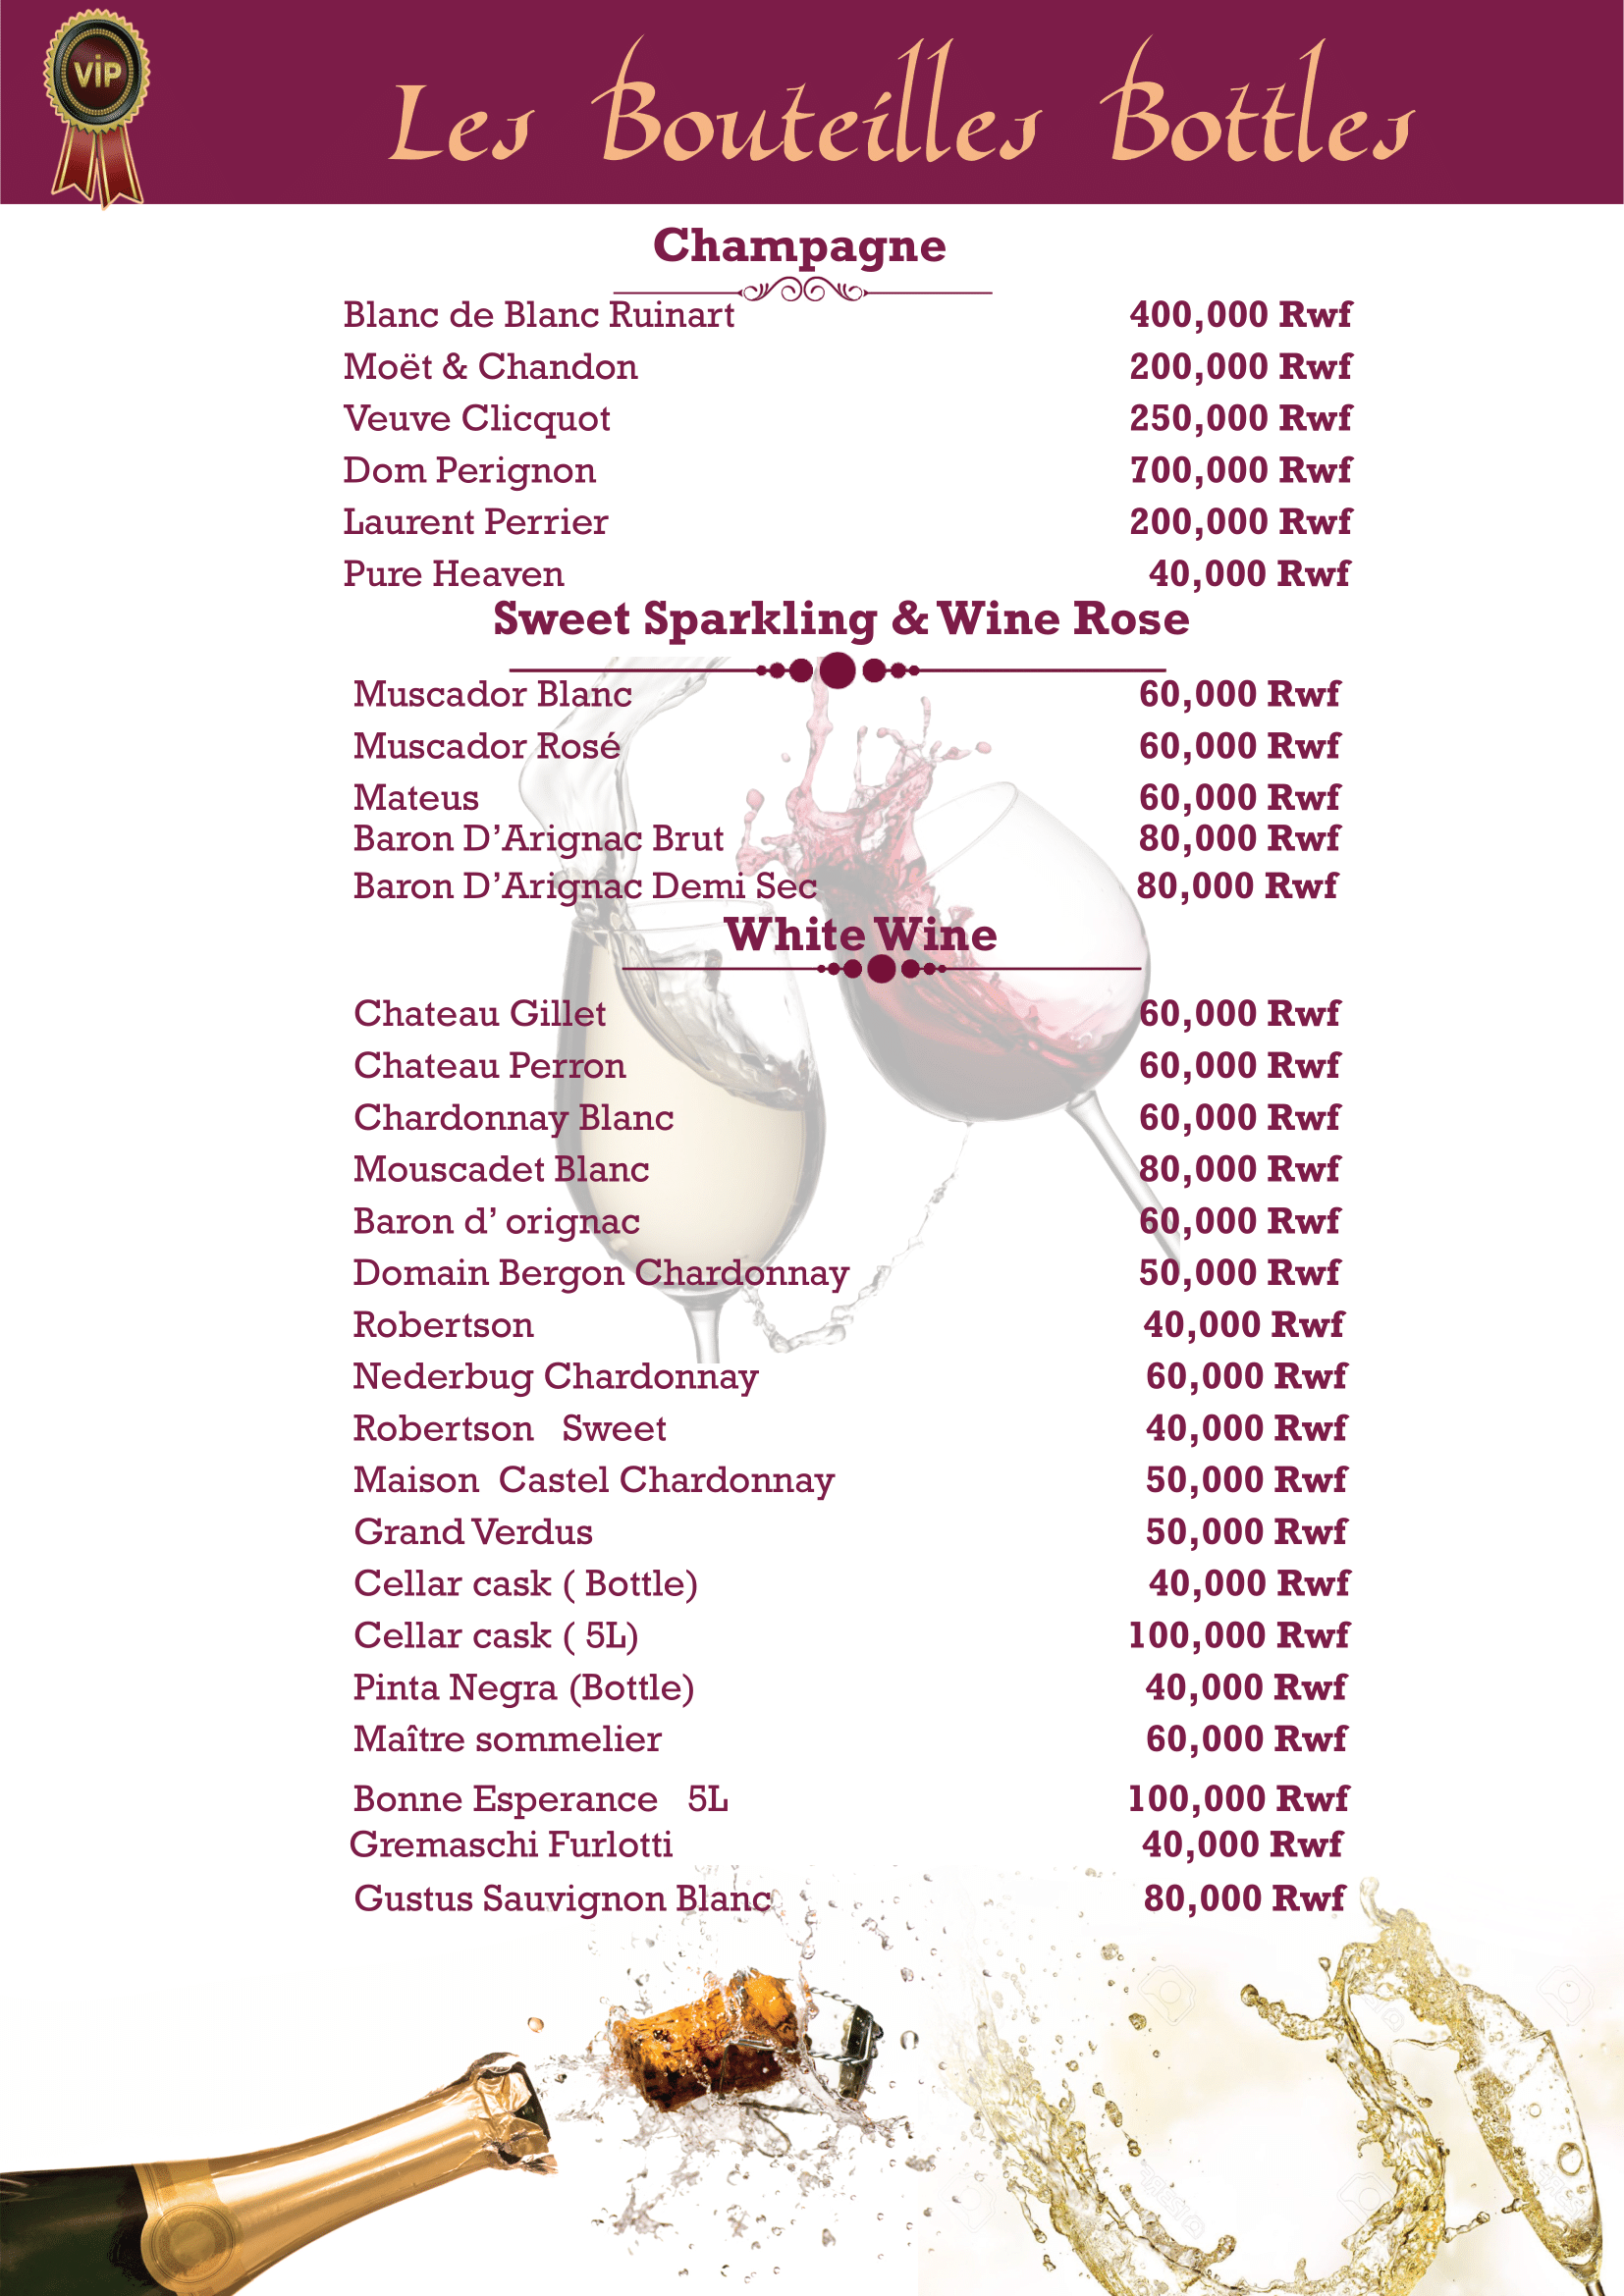 ViP
Les Bouteilles Bottles
Champagne
Blanc de Blanc Ruinart 400,000 Rwf
Moët & Chandon 200,000 Rwf
Veuve Clicquot 250,000 Rwf
Dom Perignon 700,000 Rwf
Laurent Perrier 200,000 Rwf
Pure Heaven 40,000 Rwf
Sweet Sparkling & Wine Rose
Muscador Blanc 60,000 Rwf
Muscador Rosé 60,000 Rwf
Mateus 60,000 Rwf
Baron D’Arignac Brut 80,000 Rwf
Baron D’Arignac Demi Sec 80,000 Rwf
White Wine
Chateau Gillet 60,000 Rwf
Chateau Perron 60,000 Rwf
Chardonnay Blanc 60,000 Rwf
Mouscadet Blanc 80,000 Rwf
Baron d’ orignac 60,000 Rwf
Domain Bergon Chardonnay 50,000 Rwf
Robertson 40,000 Rwf
Nederbug Chardonnay 60,000 Rwf
Robertson Sweet 40,000 Rwf
Maison Castel Chardonnay 50,000 Rwf
Grand Verdus 50,000 Rwf
Cellar cask ( Bottle) 40,000 Rwf
Cellar cask ( 5L) 100,000 Rwf
Pinta Negra (Bottle) 40,000 Rwf
Maître sommelier 60,000 Rwf
Bonne Esperance 5L 100,000 Rwf
Gremaschi Furlotti 40,000 Rwf
Gustus Sauvignon Blanc 80,000 Rwf